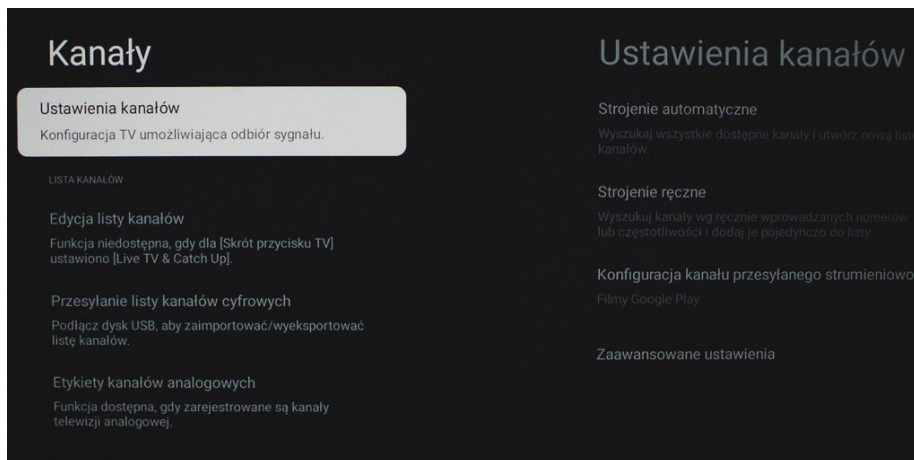 Kanały
Ustawienia kanałów
Konfiguracja TV umożliwiająca odbiór sygnału.
LISTA KANAŁÓW
Edycja listy kanałów
Funkcja niedostępna, gdy dla [Skrót przycisku TV]
ustawiono [Live TV & Catch Up].
Przesyłanie listy kanałów cyfrowych
Podłącz dysk USB, aby zaimportować/wyeksportować
listę kanałów.
Etykiety kanałów analogowych
Funkcja dostępna, gdy zarejestrowane są kanały
telewizji analogowej.
Ustawienia kanałów
Strojenie automatyczne
Wyszukaj wszystkie dostępne kanały i utwórz nową listę
kanałów.
Strojenie ręczne
Wyszukuj kanały wg ręcznie wprowadzanych numerów
lub częstotliwości i dodaj je pojedynczo do listy.
Konfiguracja kanału przesyłanego strumieniowo
Filmy Google Play
Zaawansowane ustawienia